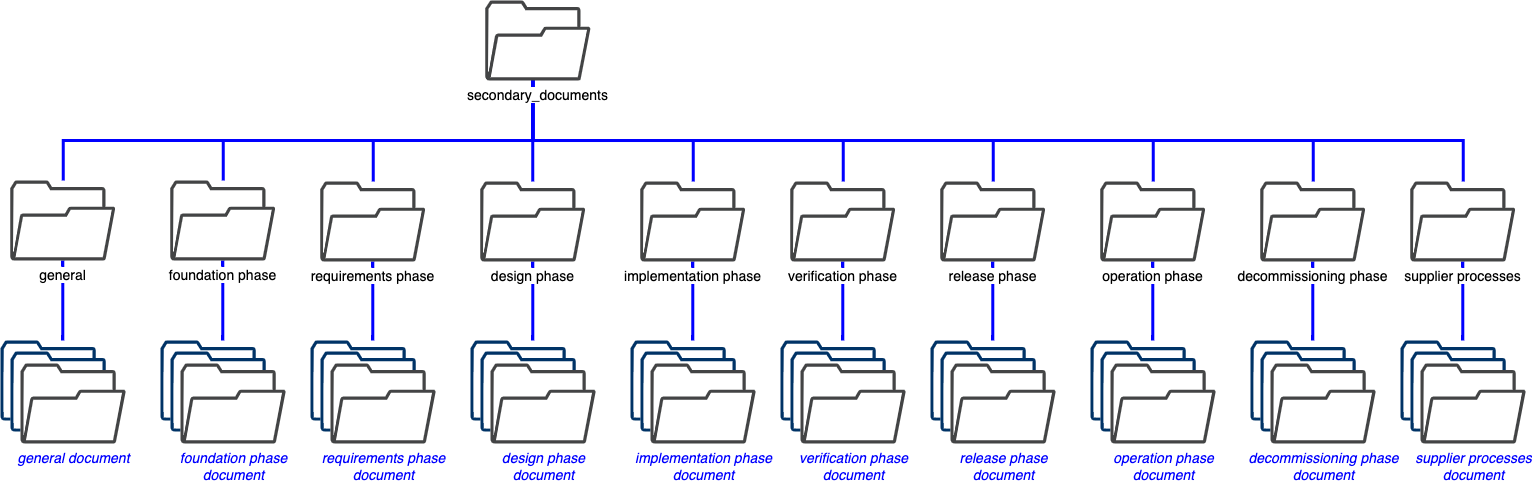 secondary_documents
general
foundation phase
requirements phase
design phase
implementation phase
verification phase
release phase
operation phase
decommissioning phase
supplier processes
general document
foundation phase
document
requirements phase
document
design phase
document
implementation phase
document
verification phase
document
release phase
document
operation phase
document
decommissioning phase
document
supplier processes
document